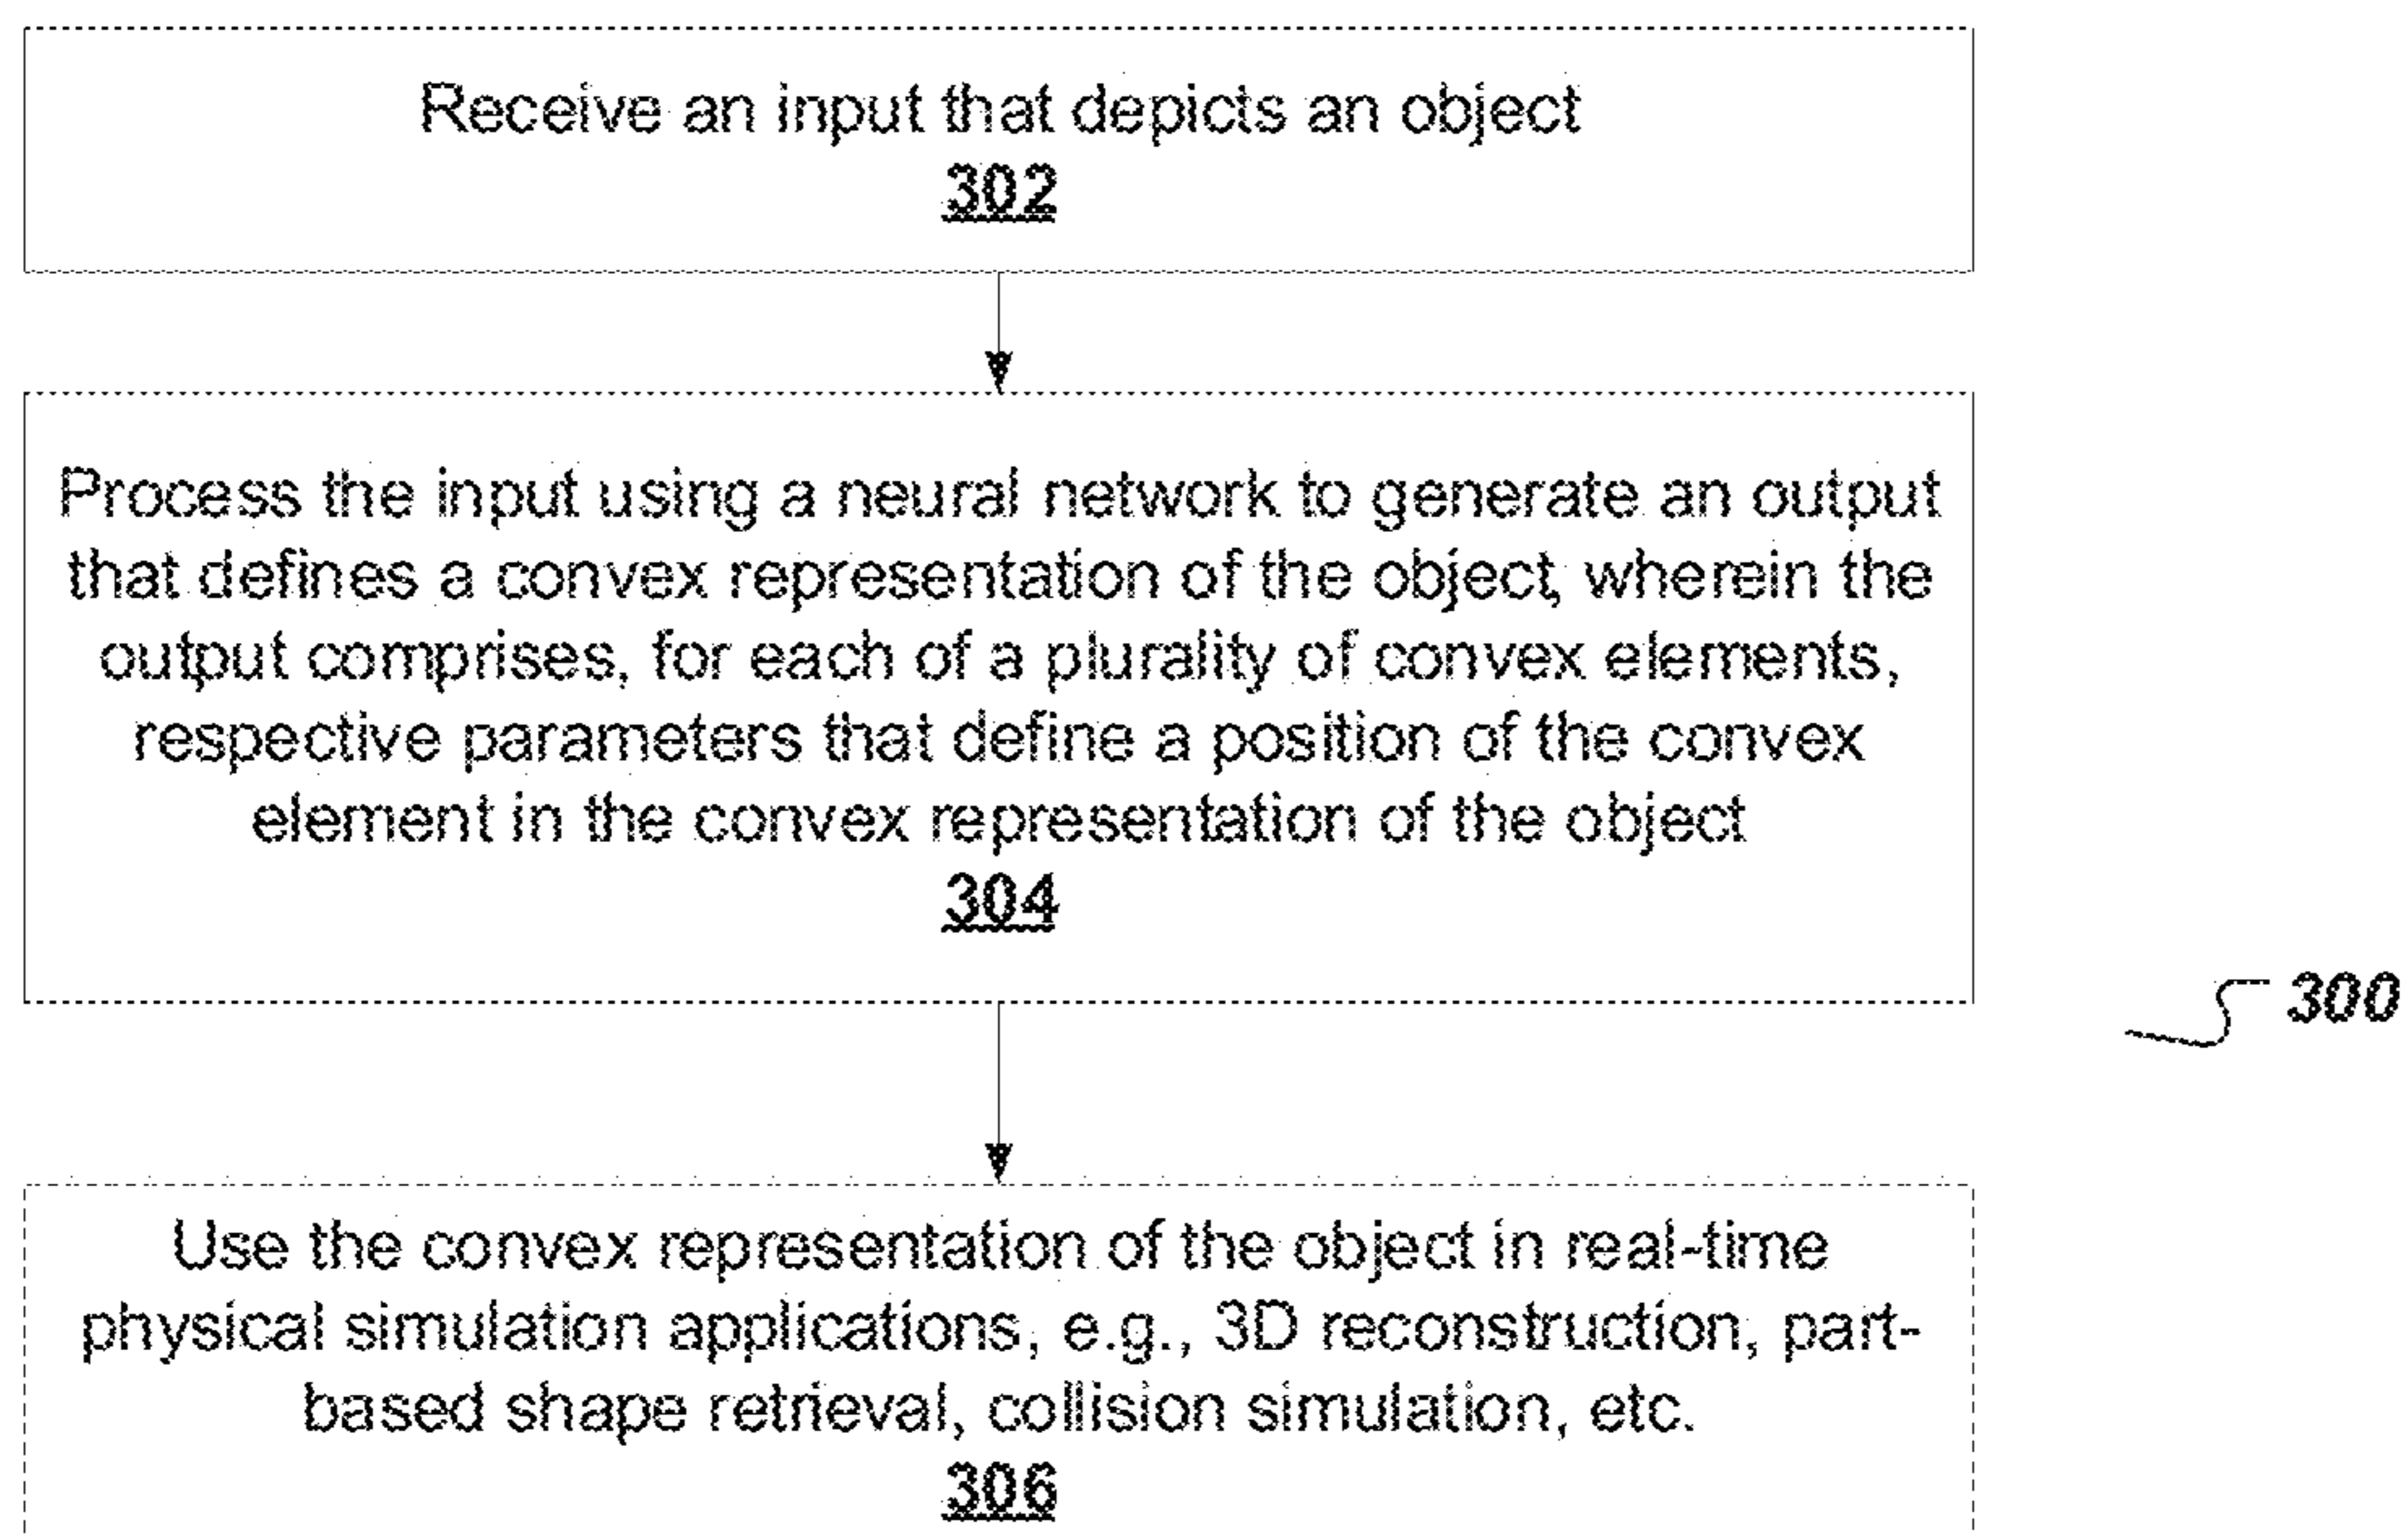 Receive an input that depicts an object
302
Process the input using a neural network to generate an output
that defines a convex representation of the object, wherein the
output comprises, for each of a plurality of convex elements,
respective parameters that define a position of the convex
element in the convex representation of the object
304
300
Use the convex representation of the object in real-time
physical simulation applications, e.g., 3D reconstruction, part-
based shape retrieval, collision simulation, etc.
306